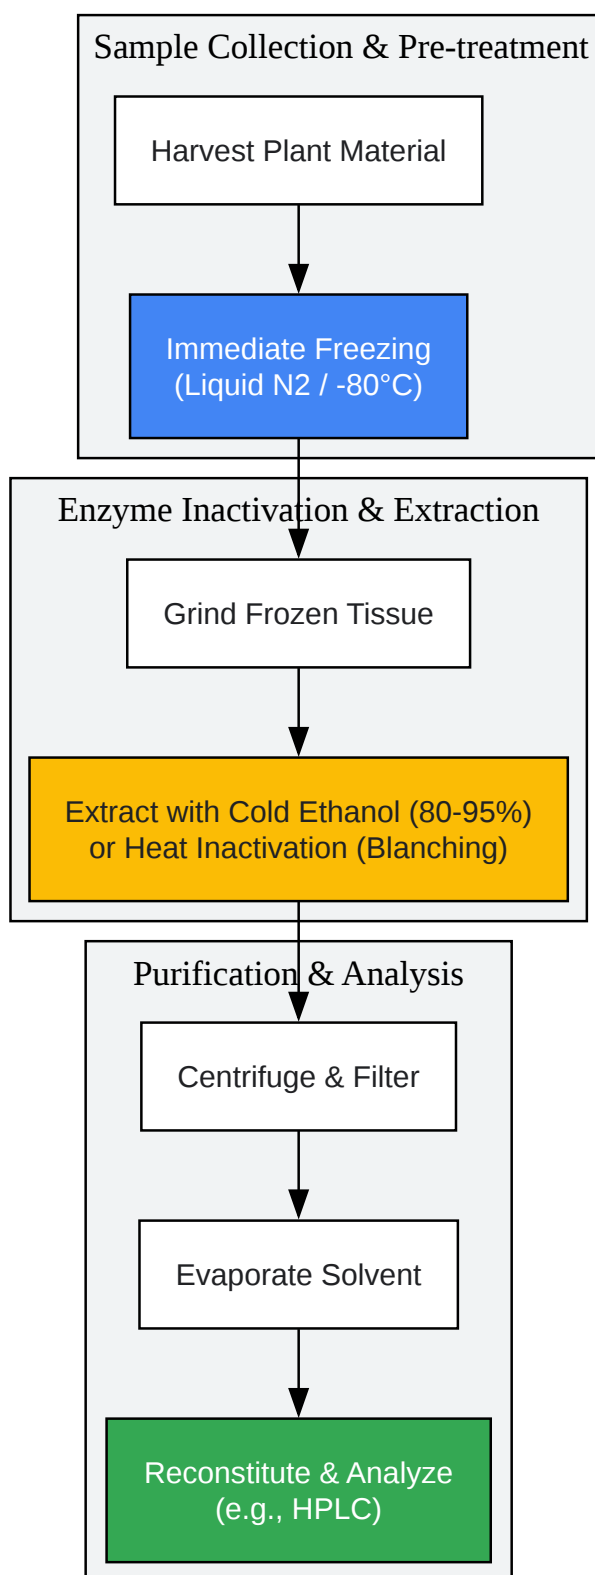 Sample Collection & Pre-treatment
Harvest Plant Material
Immediate Freezing
(Liquid N2 / -80°C)
Enzyme Inactivation & Extraction
Grind Frozen Tissue
Extract with Cold Ethanol (80-95%)
or Heat Inactivation (Blanching)
Purification & Analysis
Centrifuge & Filter
Evaporate Solvent
Reconstitute & Analyze
(e.g., HPLC)